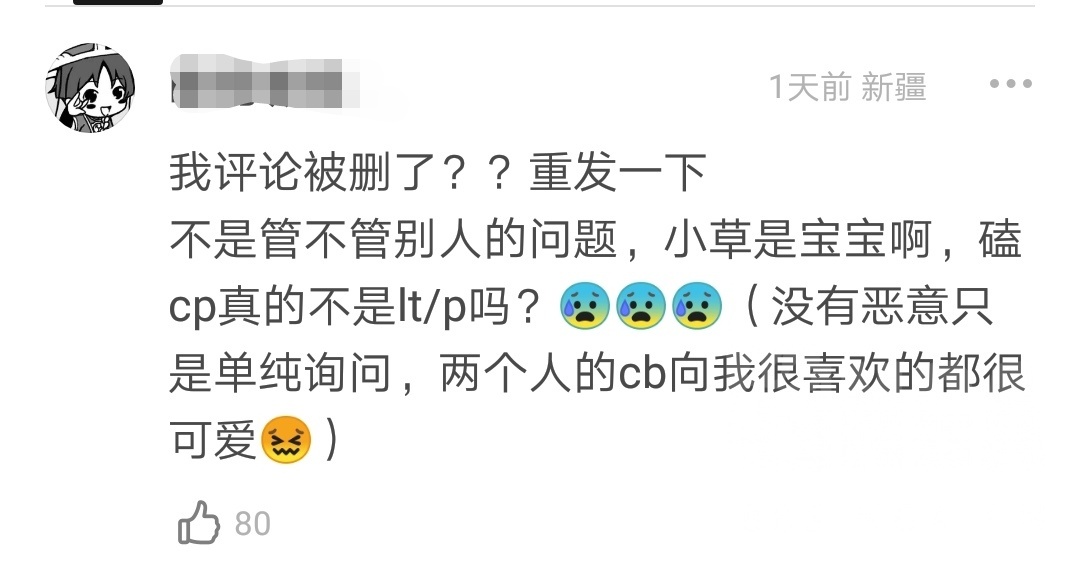 1天前 新疆
我评论被删了？？重发一下
不是管不管别人的问题，小草是宝宝啊，磕
cp真的不是lt/p吗？😰😰😰（没有恶意只
是单纯询问，两个人的cb向我很喜欢的都很
可爱😖）
80